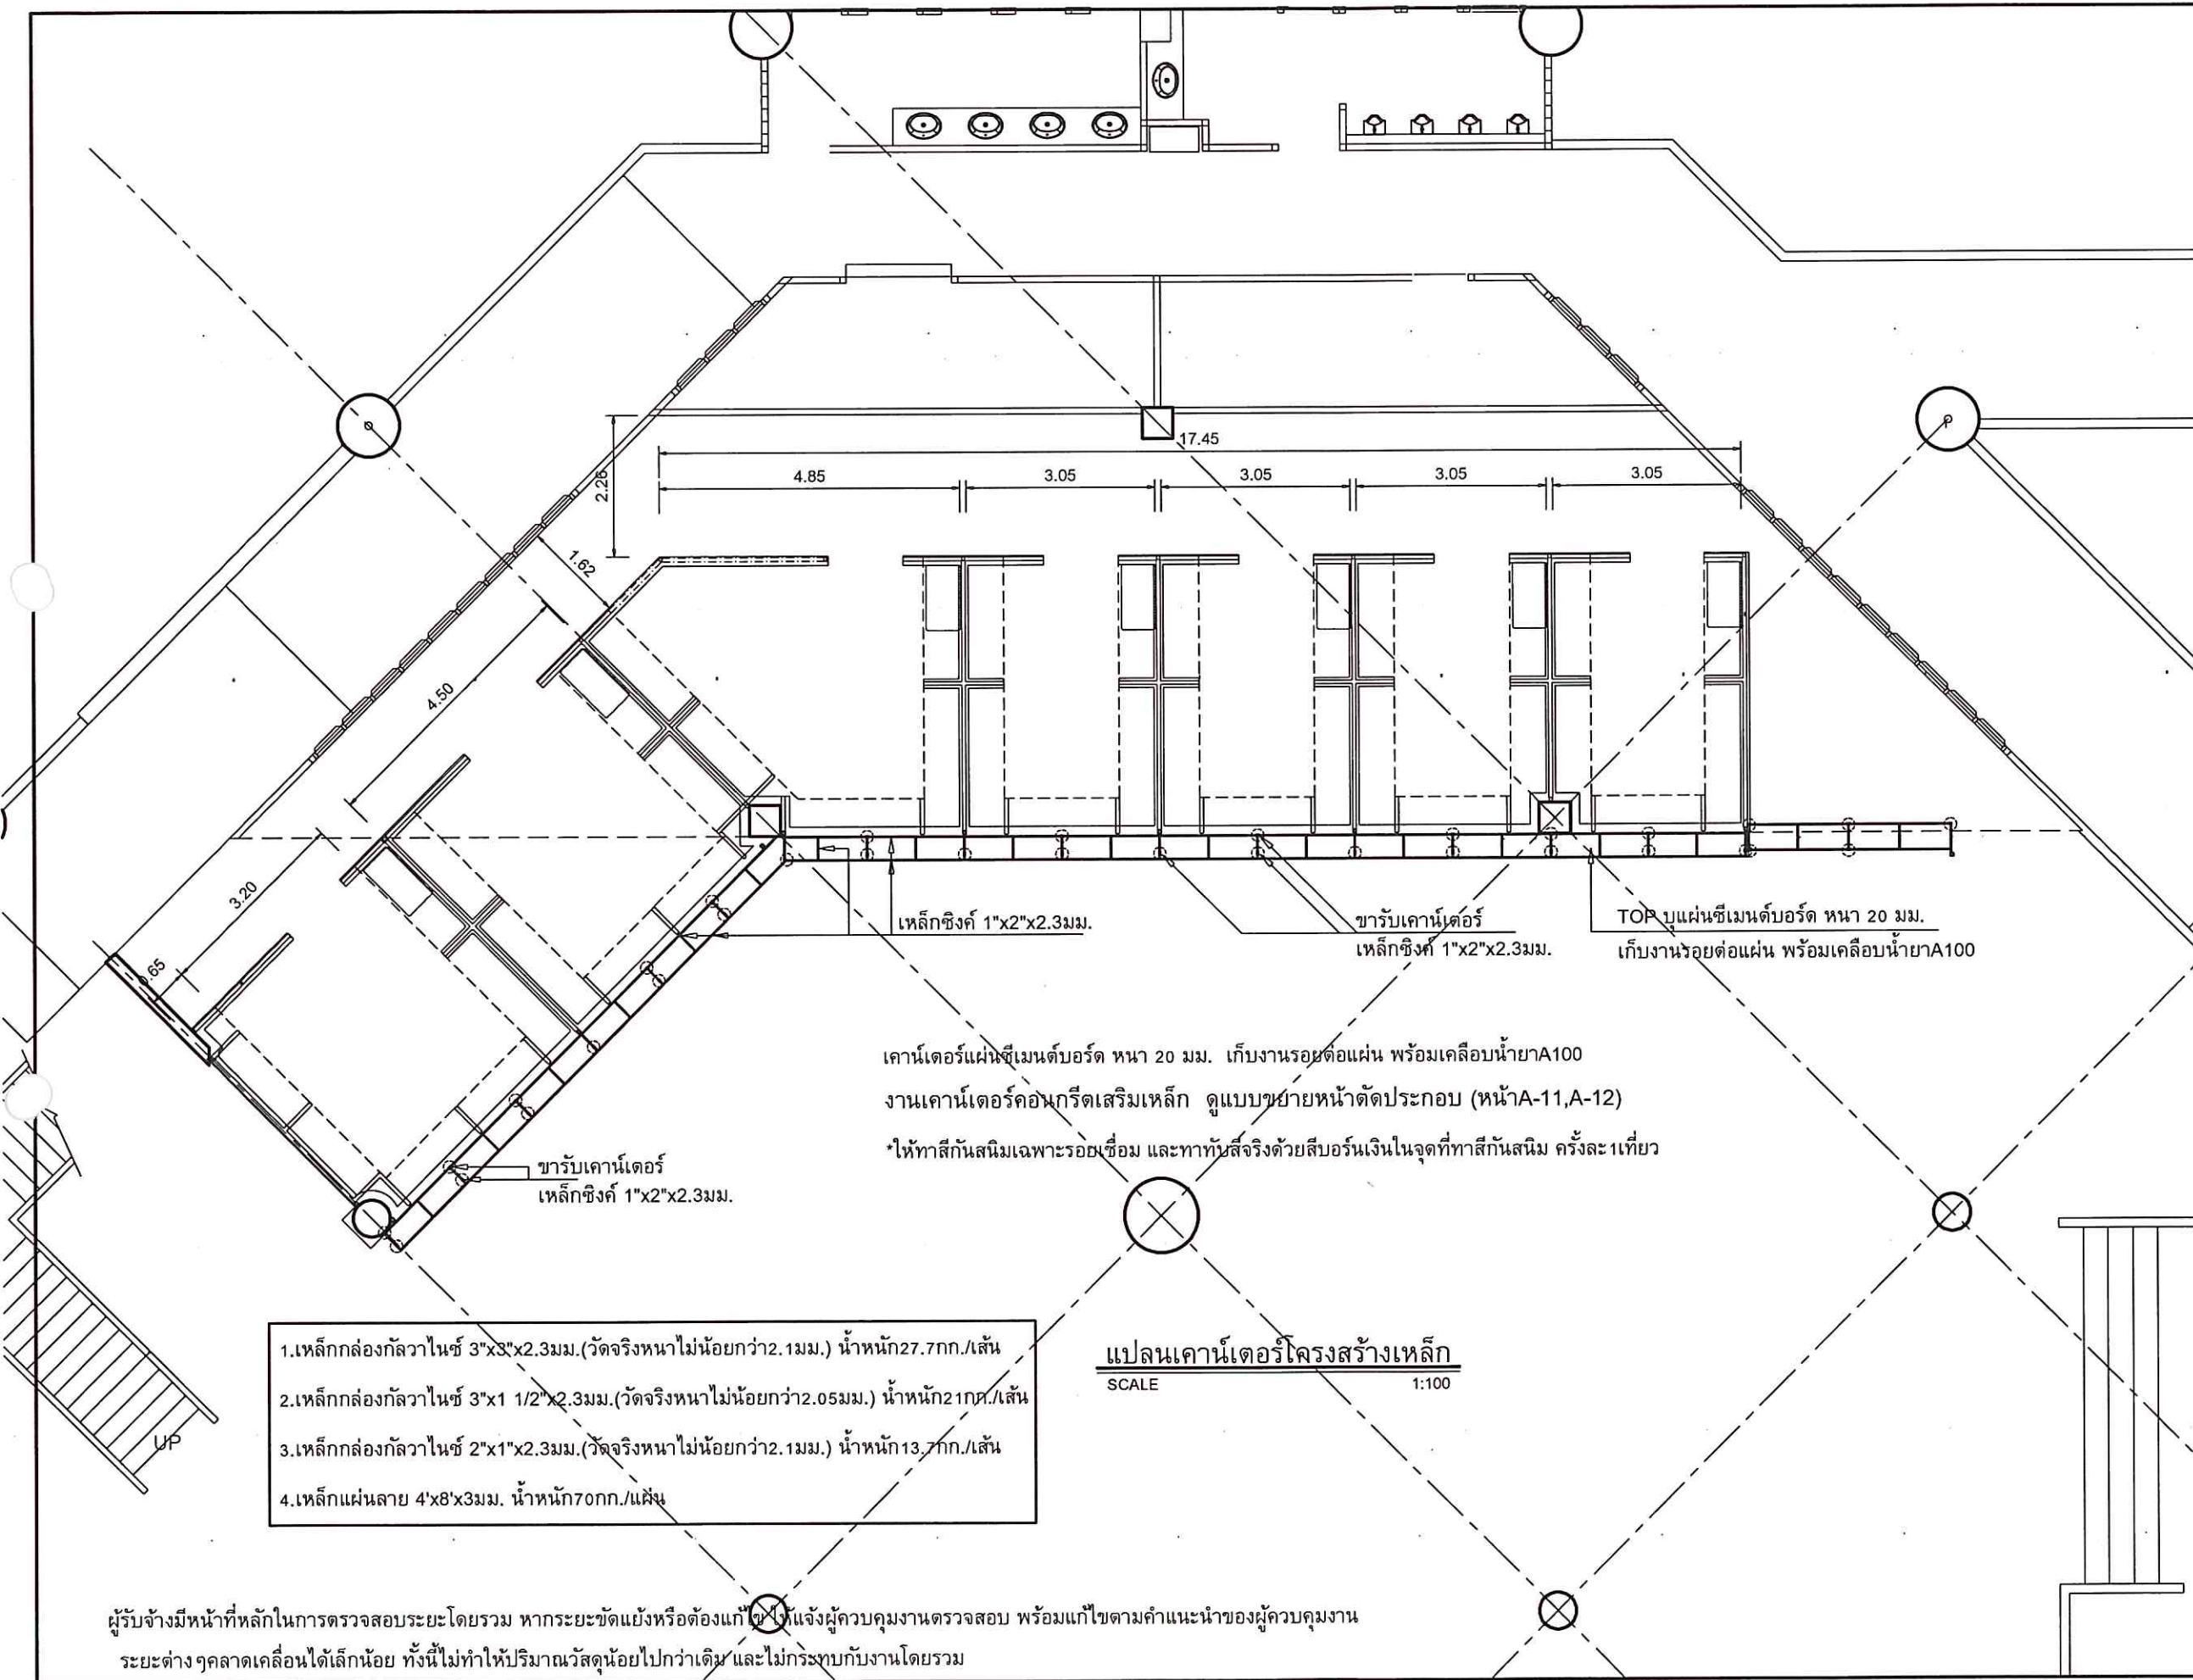 17.45
4.85
3.05
3.05
3.05
3.05
2.26
1.62
4.50
3.20
0.65
เหล็กซิงค์ 1"x2"x2.3มม.
ขารับเคาน์เตอร์
เหล็กซิงค์ 1"x2"x2.3มม.
TOP บุแผ่นซีเมนต์บอร์ด หนา 20 มม.
เก็บงานรอยต่อแผ่น พร้อมเคลือบน้ำยาA100
เคาน์เตอร์แผ่นซีเมนต์บอร์ด หนา 20 มม. เก็บงานรอยต่อแผ่น พร้อมเคลือบน้ำยาA100
งานเคาน์เตอร์คอนกรีตเสริมเหล็ก ดูแบบขยายหน้าตัดประกอบ (หน้าA-11,A-12)
*ให้ทาสีกันสนิมเฉพาะรอยเชื่อม และทาทับสีจริงด้วยสีบอร์นเงินในจุดที่ทาสีกันสนิม ครั้งละ1เที่ยว
ขารับเคาน์เตอร์
เหล็กซิงค์ 1"x2"x2.3มม.
1.เหล็กกล่องกัลวาไนซ์ 3"x3"x2.3มม.(วัดจริงหนาไม่น้อยกว่า2.1มม.) น้ำหนัก27.7กก./เส้น
2.เหล็กกล่องกัลวาไนซ์ 3"x1 1/2"x2.3มม.(วัดจริงหนาไม่น้อยกว่า2.05มม.) น้ำหนัก21กก./เส้น
3.เหล็กกล่องกัลวาไนซ์ 2"x1"x2.3มม.(วัดจริงหนาไม่น้อยกว่า2.1มม.) น้ำหนัก13.7กก./เส้น
4.เหล็กแผ่นลาย 4'x8'x3มม. น้ำหนัก70กก./แผ่น
แปลนเคาน์เตอร์โครงสร้างเหล็ก
SCALE 1:100
UP
ผู้รับจ้างมีหน้าที่หลักในการตรวจสอบระยะโดยรวม หากระยะขัดแย้งหรือต้องแก้ไข ให้แจ้งผู้ควบคุมงานตรวจสอบ พร้อมแก้ไขตามคำแนะนำของผู้ควบคุมงาน
ระยะต่างๆคลาดเคลื่อนได้เล็กน้อย ทั้งนี้ไม่ทำให้ปริมาณวัสดุน้อยไปกว่าเดิม และไม่กระทบกับงานโดยรวม